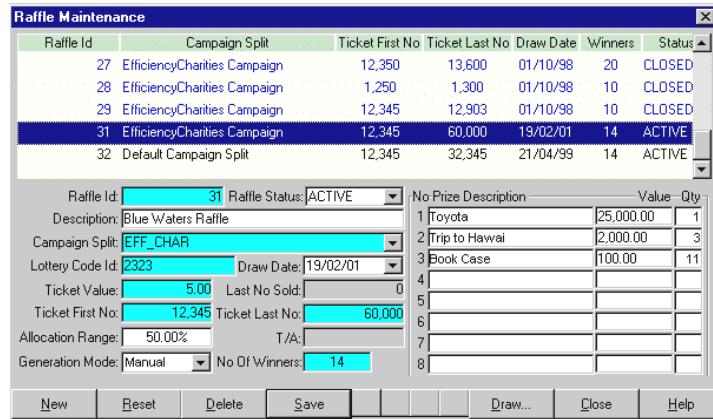 Raffle Maintenance
Raffle Id Campaign Split Ticket First No Ticket Last No Draw Date Winners Status
27 EfficiencyCharities Campaign 12,350 13,600 01/10/98 20 CLOSED
28 EfficiencyCharities Campaign 1,250 1,300 01/10/98 10 CLOSED
29 EfficiencyCharities Campaign 12,345 12,903 01/10/98 10 CLOSED
31 EfficiencyCharities Campaign 12,345 60,000 19/02/01 14 ACTIVE
32 Default Campaign Split 12,345 32,345 21/04/99 14 ACTIVE
Raffle Id: 31 Raffle Status: ACTIVE
Description: Blue Waters Raffle
Campaign Split: EFF_CHAR
Lottery Code Id: 2323 Draw Date: 19/02/01
Ticket Value: 5.00 Last No Sold: 0
Ticket First No: 12,345 Ticket Last No: 60,000
Allocation Range: 50.00% T/A:
Generation Mode: Manual No Of Winners: 14
No Prize Description Value Qty
1 Toyota 25,000.00 1
2 Trip to Hawai 2,000.00 3
3 Book Case 100.00 11
4
5
6
7
8
New Reset Delete Save Draw... Close Help